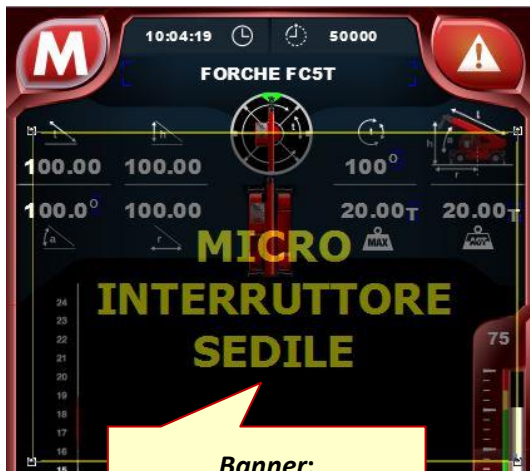 M
10:04:19 50000
FORCHE FC5T
l h t l
h a
r
100.00 100.00 100°
100.0° 100.00 20.00T 20.00T
a r MAX ACT
MICRO
INTERRUTTORE
SEDILE
24
23
22
21
20
19
18
17
16
15
75
Banner: